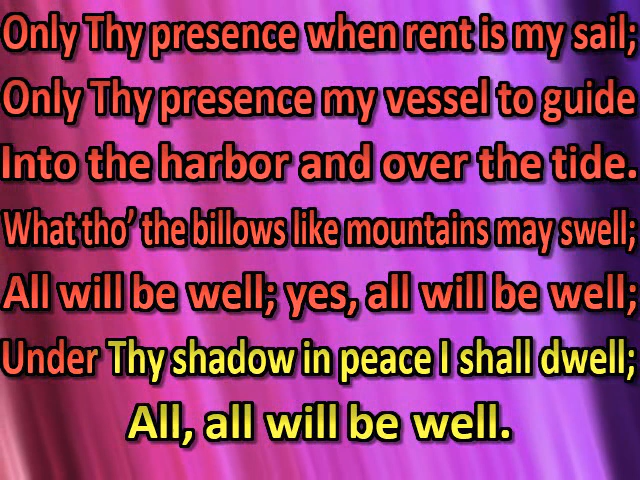 Only Thy presence when rent is my sail;
Only Thy presence my vessel to guide
Into the harbor and over the tide.
What tho’ the billows like mountains may swell;
All will be well; yes, all will be well;
Under Thy shadow in peace I shall dwell;
All, all will be well.